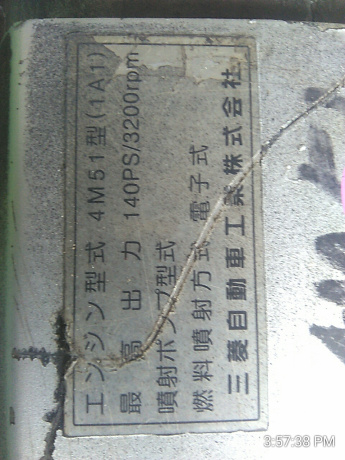 エンジン型式 4M51型(1A1)
最高出力 140PS/3200rpm
噴射ポンプ型式
燃料噴射方式 電子式
三菱自動車工業株式会社
3:57:38 PM